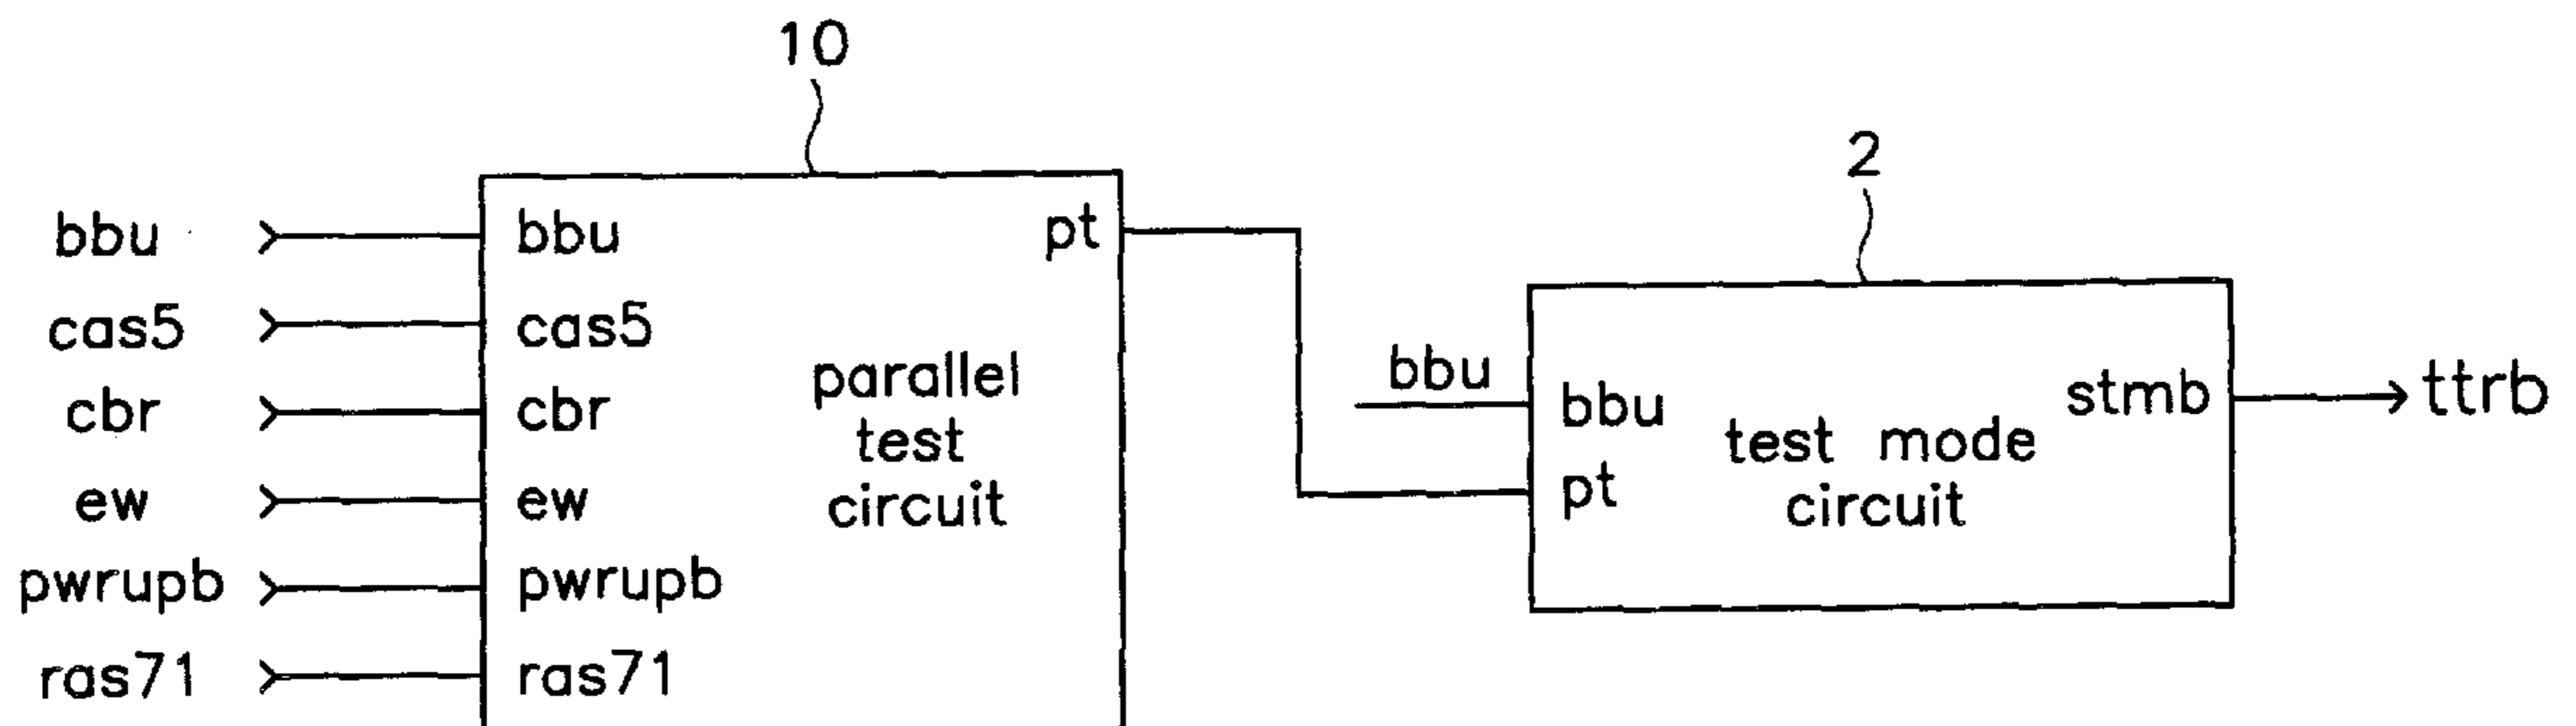 10
2
bbu
cas5
cbr
ew
pwrupb
ras71
bbu
cas5
cbr
ew
pwrupb
ras71
pt
parallel
test
circuit
bbu
bbu
pt
test mode
circuit
stmb
ttrb